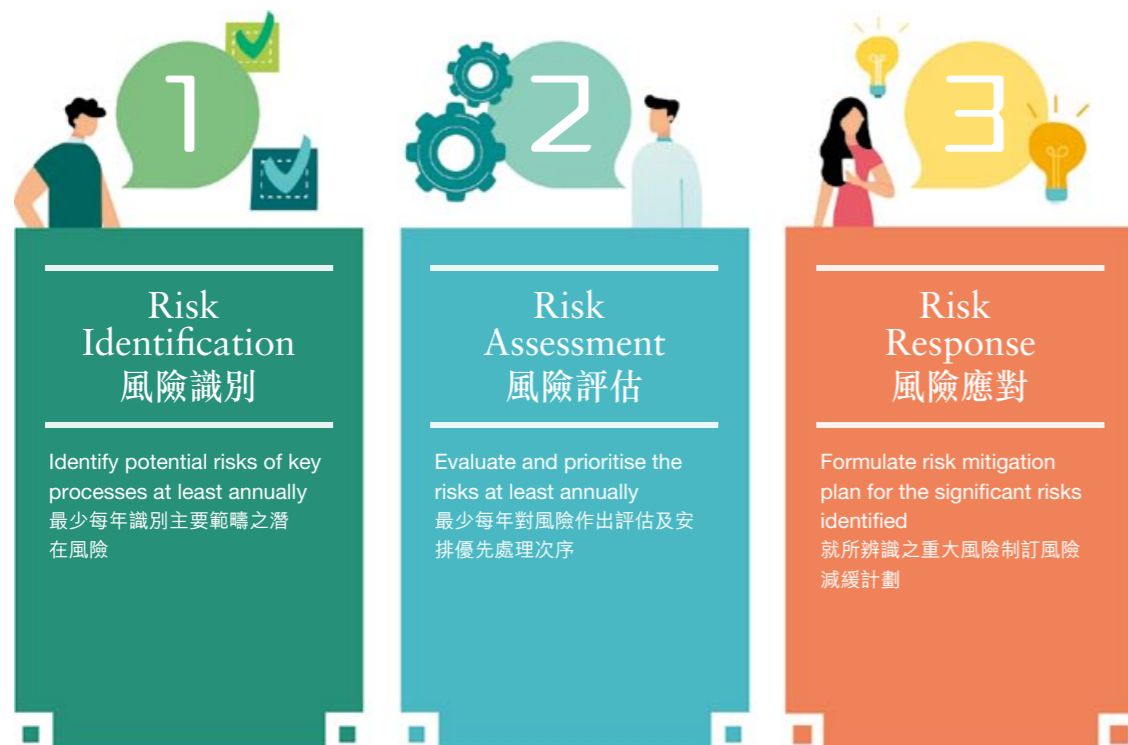 1
Risk
Identification
風險識別
Identify potential risks of key
processes at least annually
最少每年識別主要範疇之潛
在風險
2
Risk
Assessment
風險評估
Evaluate and prioritise the
risks at least annually
最少每年對風險作出評估及安
排優先處理次序
3
Risk
Response
風險應對
Formulate risk mitigation
plan for the significant risks
identified
就所辨識之重大風險制訂風險
減緩計劃